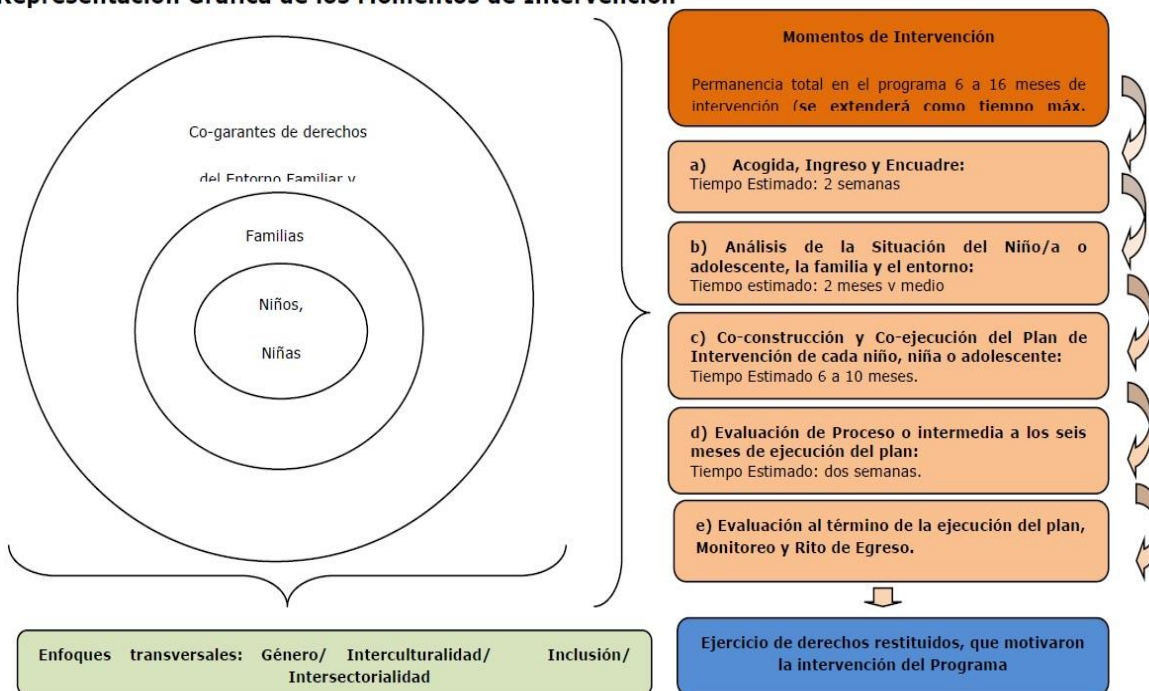 Representación Gráfica de los Momentos de Intervención
Co-garantes de derechos
del Entorno Familiar y
Familias
Niños,
Niñas
Momentos de Intervención
Permanencia total en el programa 6 a 16 meses de
intervención (se extenderá como tiempo máx.
a) Acogida, Ingreso y Encuadre:
Tiempo Estimado: 2 semanas
b) Análisis de la Situación del Niño/a o
adolescente, la familia y el entorno:
Tiempo estimado: 2 meses y medio
c) Co-construcción y Co-ejecución del Plan de
Intervención de cada niño, niña o adolescente:
Tiempo Estimado 6 a 10 meses.
d) Evaluación de Proceso o intermedia a los seis
meses de ejecución del plan:
Tiempo Estimado: dos semanas.
e) Evaluación al término de la ejecución del plan,
Monitoreo y Rito de Egreso.
Enfoques transversales: Género/ Interculturalidad/ Inclusión/
Intersectorialidad
Ejercicio de derechos restituidos, que motivaron
la intervención del Programa